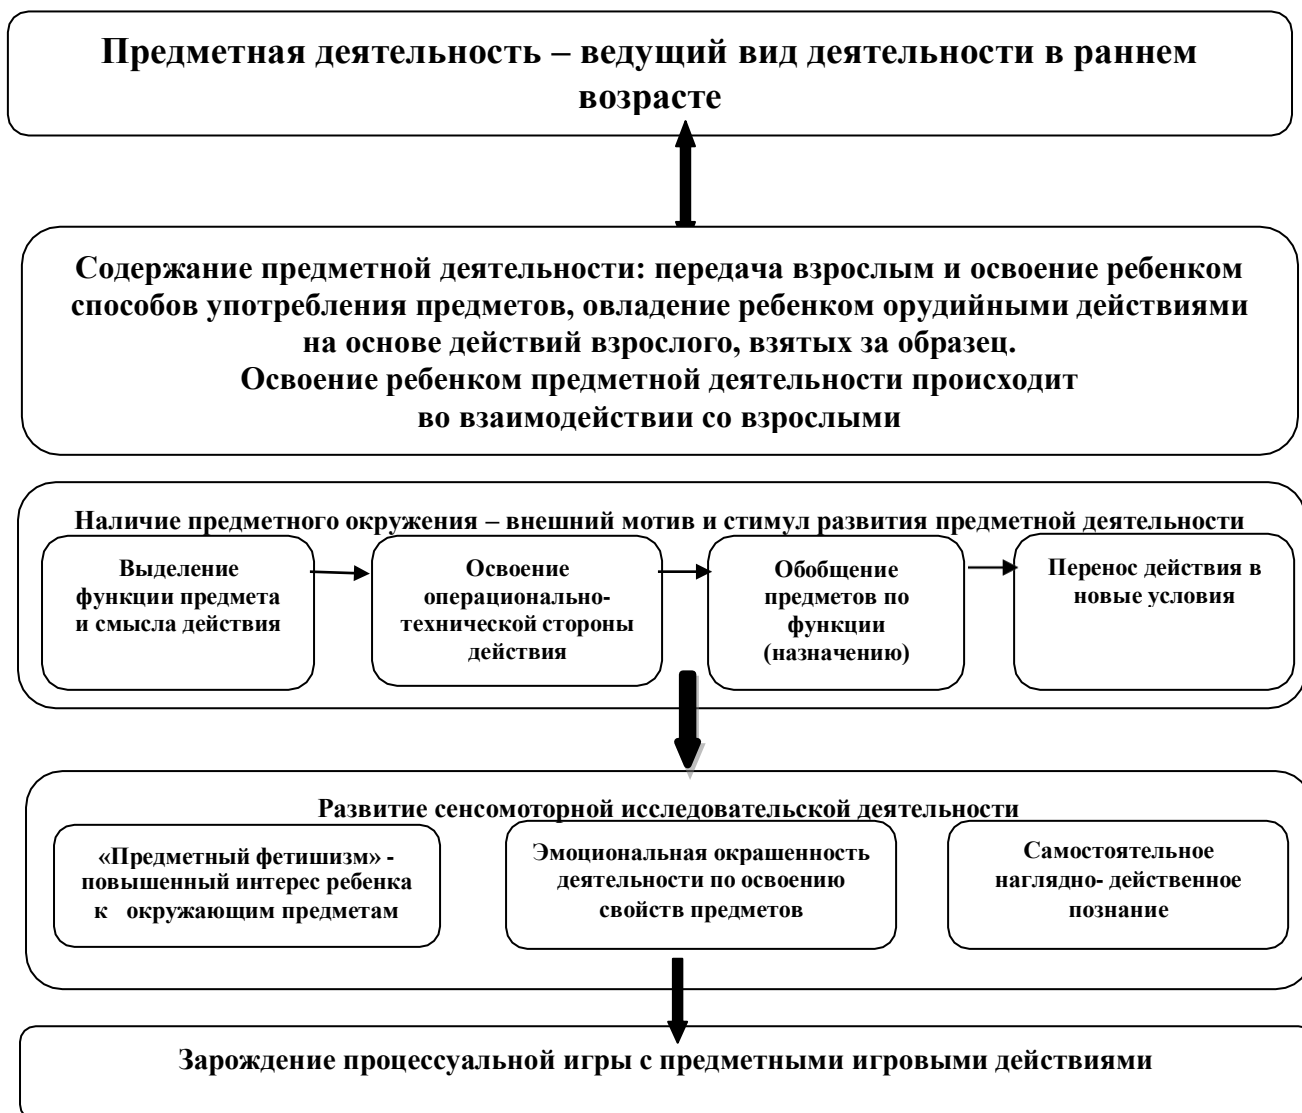 Предметная деятельность – ведущий вид деятельности в раннем
возрасте
Содержание предметной деятельности: передача взрослым и освоение ребенком
способов употребления предметов, овладение ребенком орудийными действиями
на основе действий взрослого, взятых за образец.
Освоение ребенком предметной деятельности происходит
во взаимодействии со взрослыми
Наличие предметного окружения – внешний мотив и стимул развития предметной деятельности
Выделение
функции предмета
и смысла действия
Освоение
операционально-
технической стороны
действия
Обобщение
предметов по
функции
(назначению)
Перенос действия в
новые условия
Развитие сенсомоторной исследовательской деятельности
«Предметный фетишизм» -
повышенный интерес ребенка
к окружающим предметам
Эмоциональная окрашенность
деятельности по освоению
свойств предметов
Самостоятельное
наглядно- действенное
познание
Зарождение процессуальной игры с предметными игровыми действиями